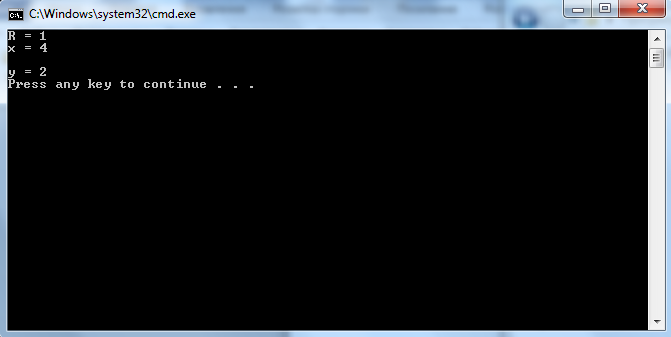 C:\Windows\system32\cmd.exe
R = 1
x = 4
y = 2
Press any key to continue . . .